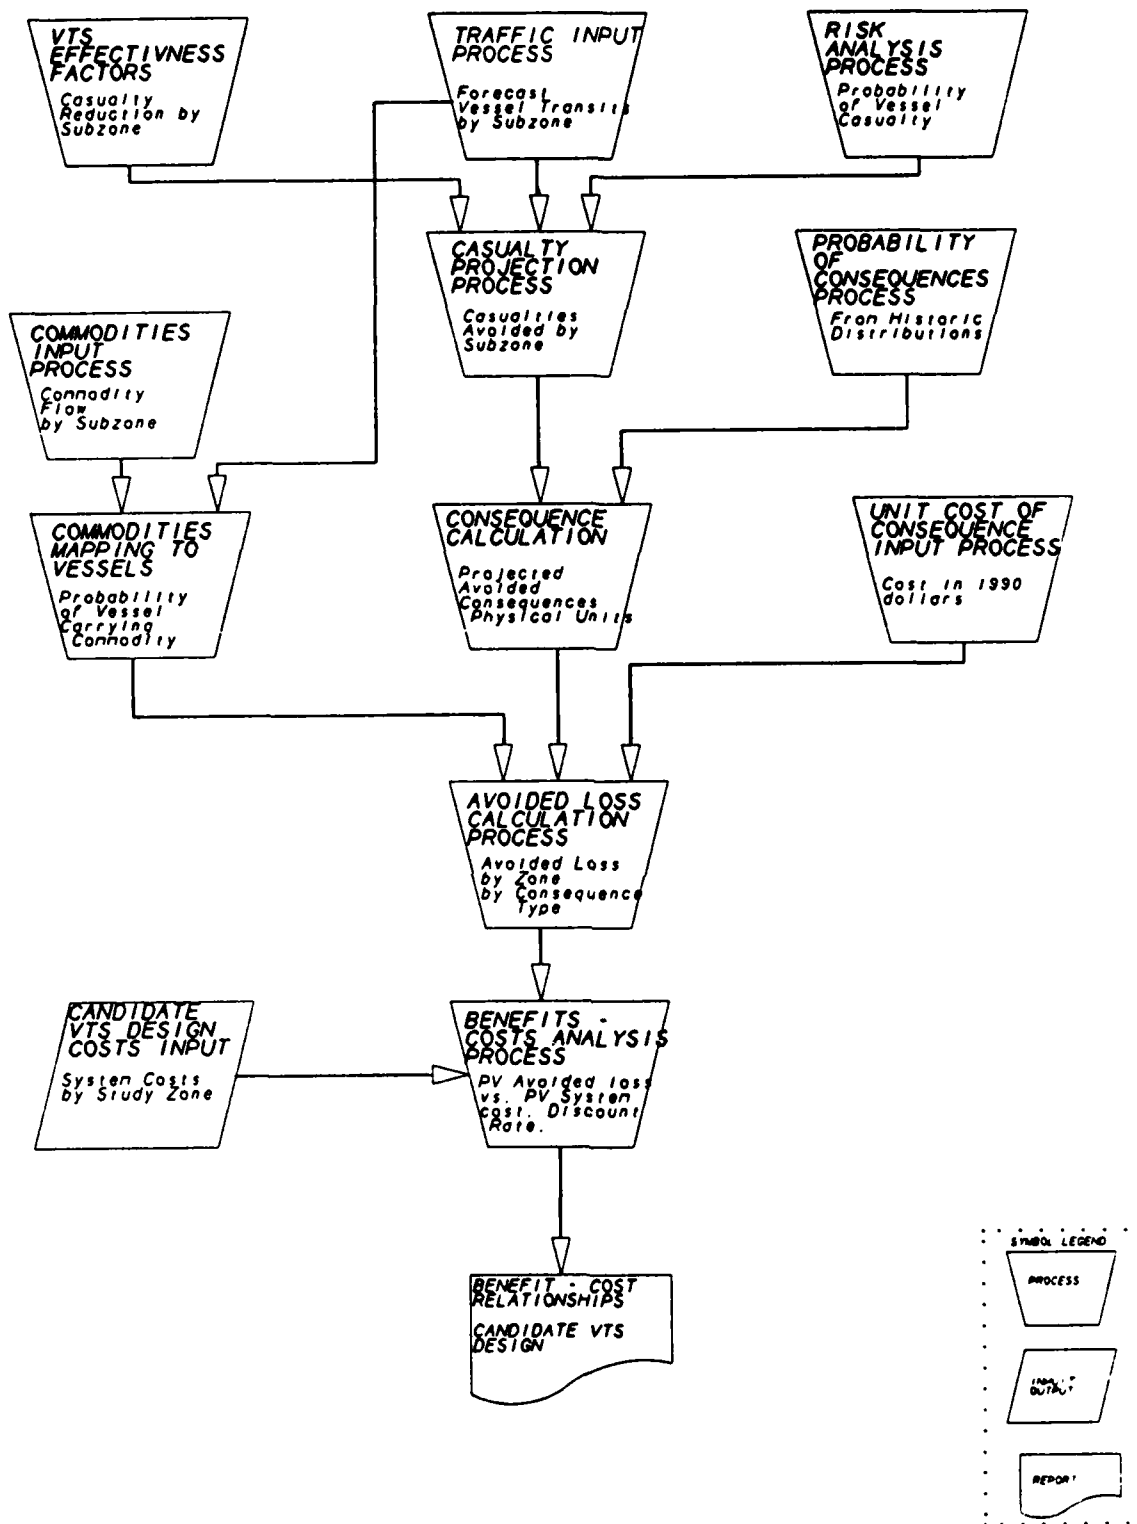 VTS
EFFECTIVNESS
FACTORS
Casualty
Reduction by
Subzone
TRAFFIC INPUT
PROCESS
Forecast
Vessel Transits
by Subzone
RISK
ANALYSIS
PROCESS
Probability
of Vessel
Casualty
CASUALTY
PROJECTION
PROCESS
Casualties
Avoided by
Subzone
PROBABILITY
OF
CONSEQUENCES
PROCESS
From Historic
Distributions
COMMODITIES
INPUT
PROCESS
Commodity
Flow
by Subzone
COMMODITIES
MAPPING TO
VESSELS
Probability
of Vessel
Carrying
Commodity
CONSEQUENCE
CALCULATION
Projected
Avoided
Consequences
Physical Units
UNIT COST OF
CONSEQUENCE
INPUT PROCESS
Cost in 1990
dollars
AVOIDED LOSS
CALCULATION
PROCESS
Avoided Loss
by Zone
by Consequence
Type
CANDIDATE
VTS DESIGN
COSTS INPUT
System Costs
by Study Zone
BENEFITS -
COSTS ANALYSIS
PROCESS
PV Avoided loss
vs. PV System
cost. Discount
Rate.
BENEFIT - COST
RELATIONSHIPS
CANDIDATE VTS
DESIGN
SYMBOL LEGEND
PROCESS
INPUT
OUTPUT
REPORT